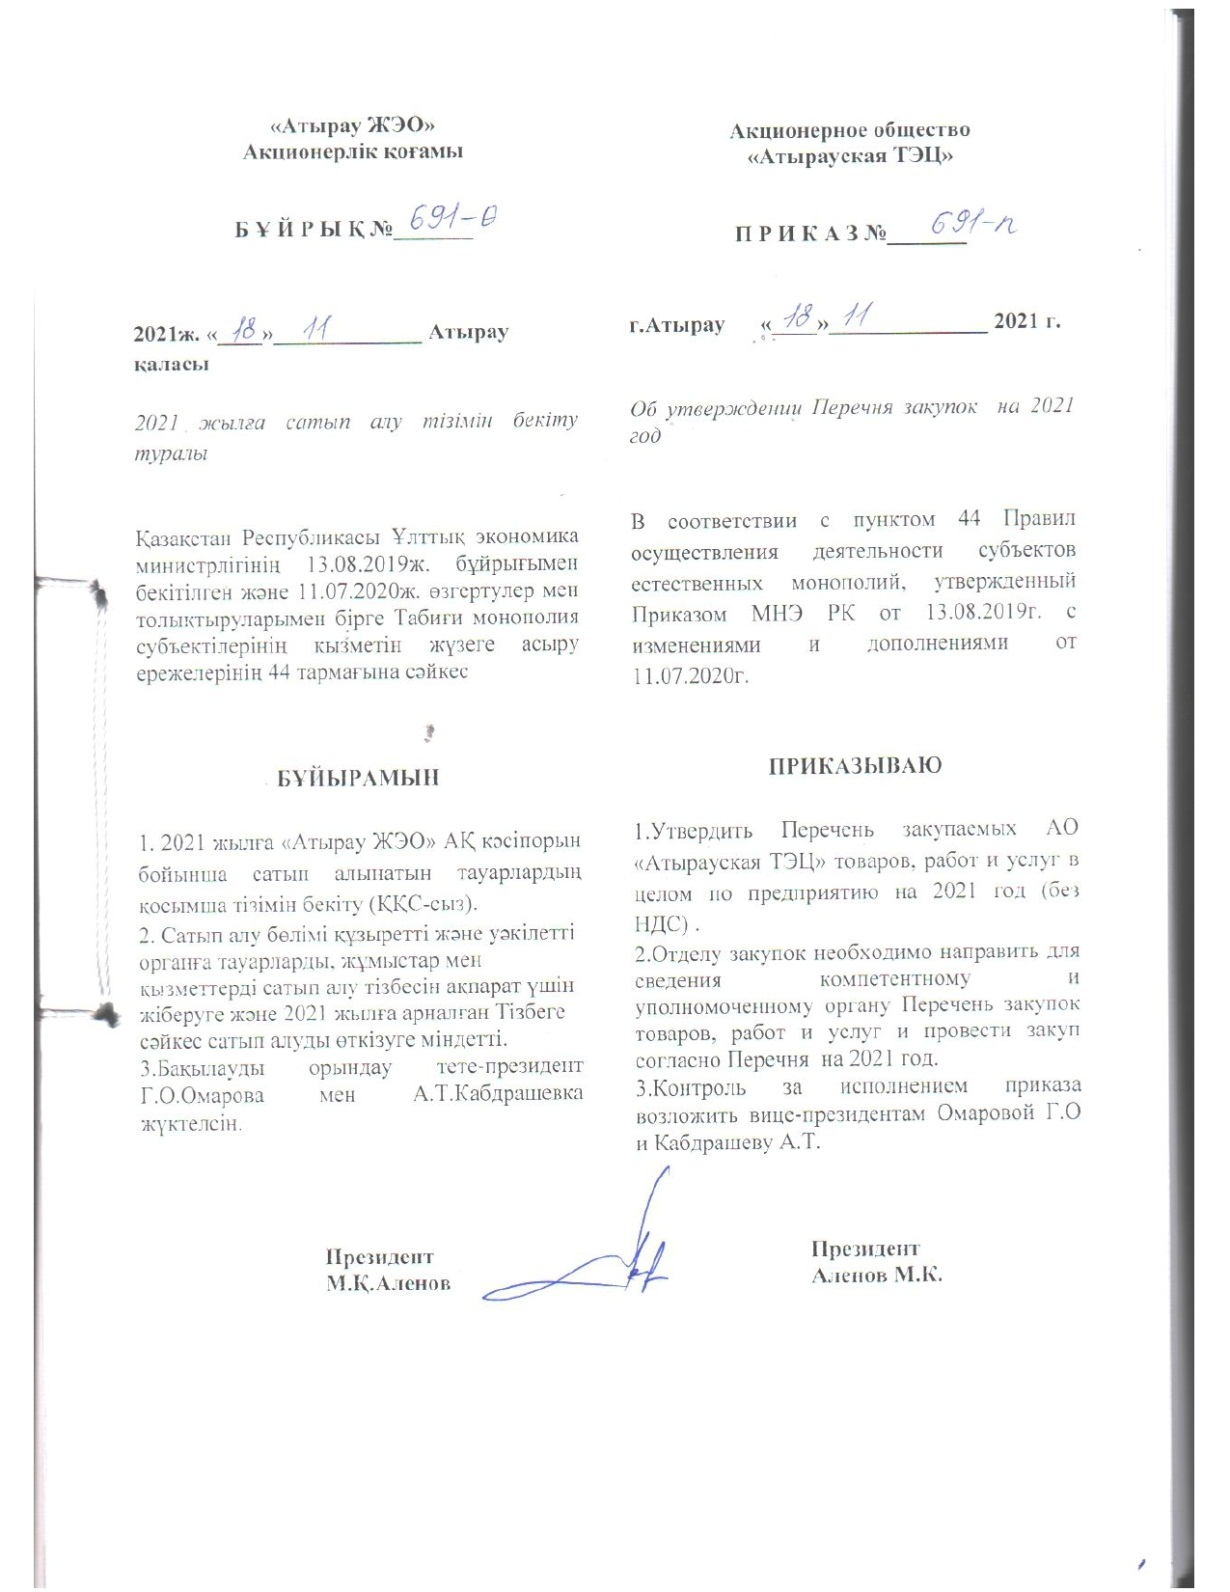 «Атырау ЖЭО»
Акционерлік қоғамы
Б Ұ Й Р Ы Қ № 691-ө
2021ж. «18» 11 Атырау
қаласы
2021 жылға сатып алу тізімін бекіту
туралы
Қазақстан Республикасы Ұлттық экономика
министрлігінің 13.08.2019ж. бұйрығымен
бекітілген және 11.07.2020ж. өзгертулер мен
толықтыруларымен бірге Табиғи монополия
субъектілерінің қызметін жүзеге асыру
ережелерінің 44 тармағына сәйкес
БҰЙЫРАМЫН
1. 2021 жылға «Атырау ЖЭО» АҚ кәсіпорын
бойынша сатып алынатын тауарлардың
қосымша тізімін бекіту (ҚҚС-сыз).
2. Сатып алу бөлімі құзыретті және уәкілетті
органға тауарларды, жұмыстар мен
қызметтерді сатып алу тізбесін ақпарат үшін
жіберуге және 2021 жылға арналған Тізбеге
сәйкес сатып алуды өткізуге міндетті.
3.Бақылауды орындау тете-президент
Г.О.Омарова мен А.Т.Кабдрашевка
жүктелсін.
Президент
М.Қ.Аленов
Акционерное общество
«Атырауская ТЭЦ»
П Р И К А З № 691-п
г.Атырау «18» 11 2021 г.
Об утверждении Перечня закупок на 2021
год
В соответствии с пунктом 44 Правил
осуществления деятельности субъектов
естественных монополий, утвержденный
Приказом МНЭ РК от 13.08.2019г. с
изменениями и дополнениями от
11.07.2020г.
ПРИКАЗЫВАЮ
1.Утвердить Перечень закупаемых АО
«Атырауская ТЭЦ» товаров, работ и услуг в
целом по предприятию на 2021 год (без
НДС) .
2.Отделу закупок необходимо направить для
сведения компетентному и
уполномоченному органу Перечень закупок
товаров, работ и услуг и провести закуп
согласно Перечня на 2021 год.
3.Контроль за исполнением приказа
возложить вице-президентам Омаровой Г.О
и Кабдрашеву А.Т.
Президент
Аленов М.К.